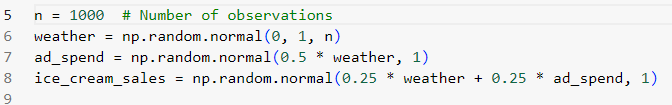 5 n = 1000  # Number of observations
6 weather = np.random.normal(0, 1, n)
7 ad_spend = np.random.normal(0.5 * weather, 1)
8 ice_cream_sales = np.random.normal(0.25 * weather + 0.25 * ad_spend, 1)
9